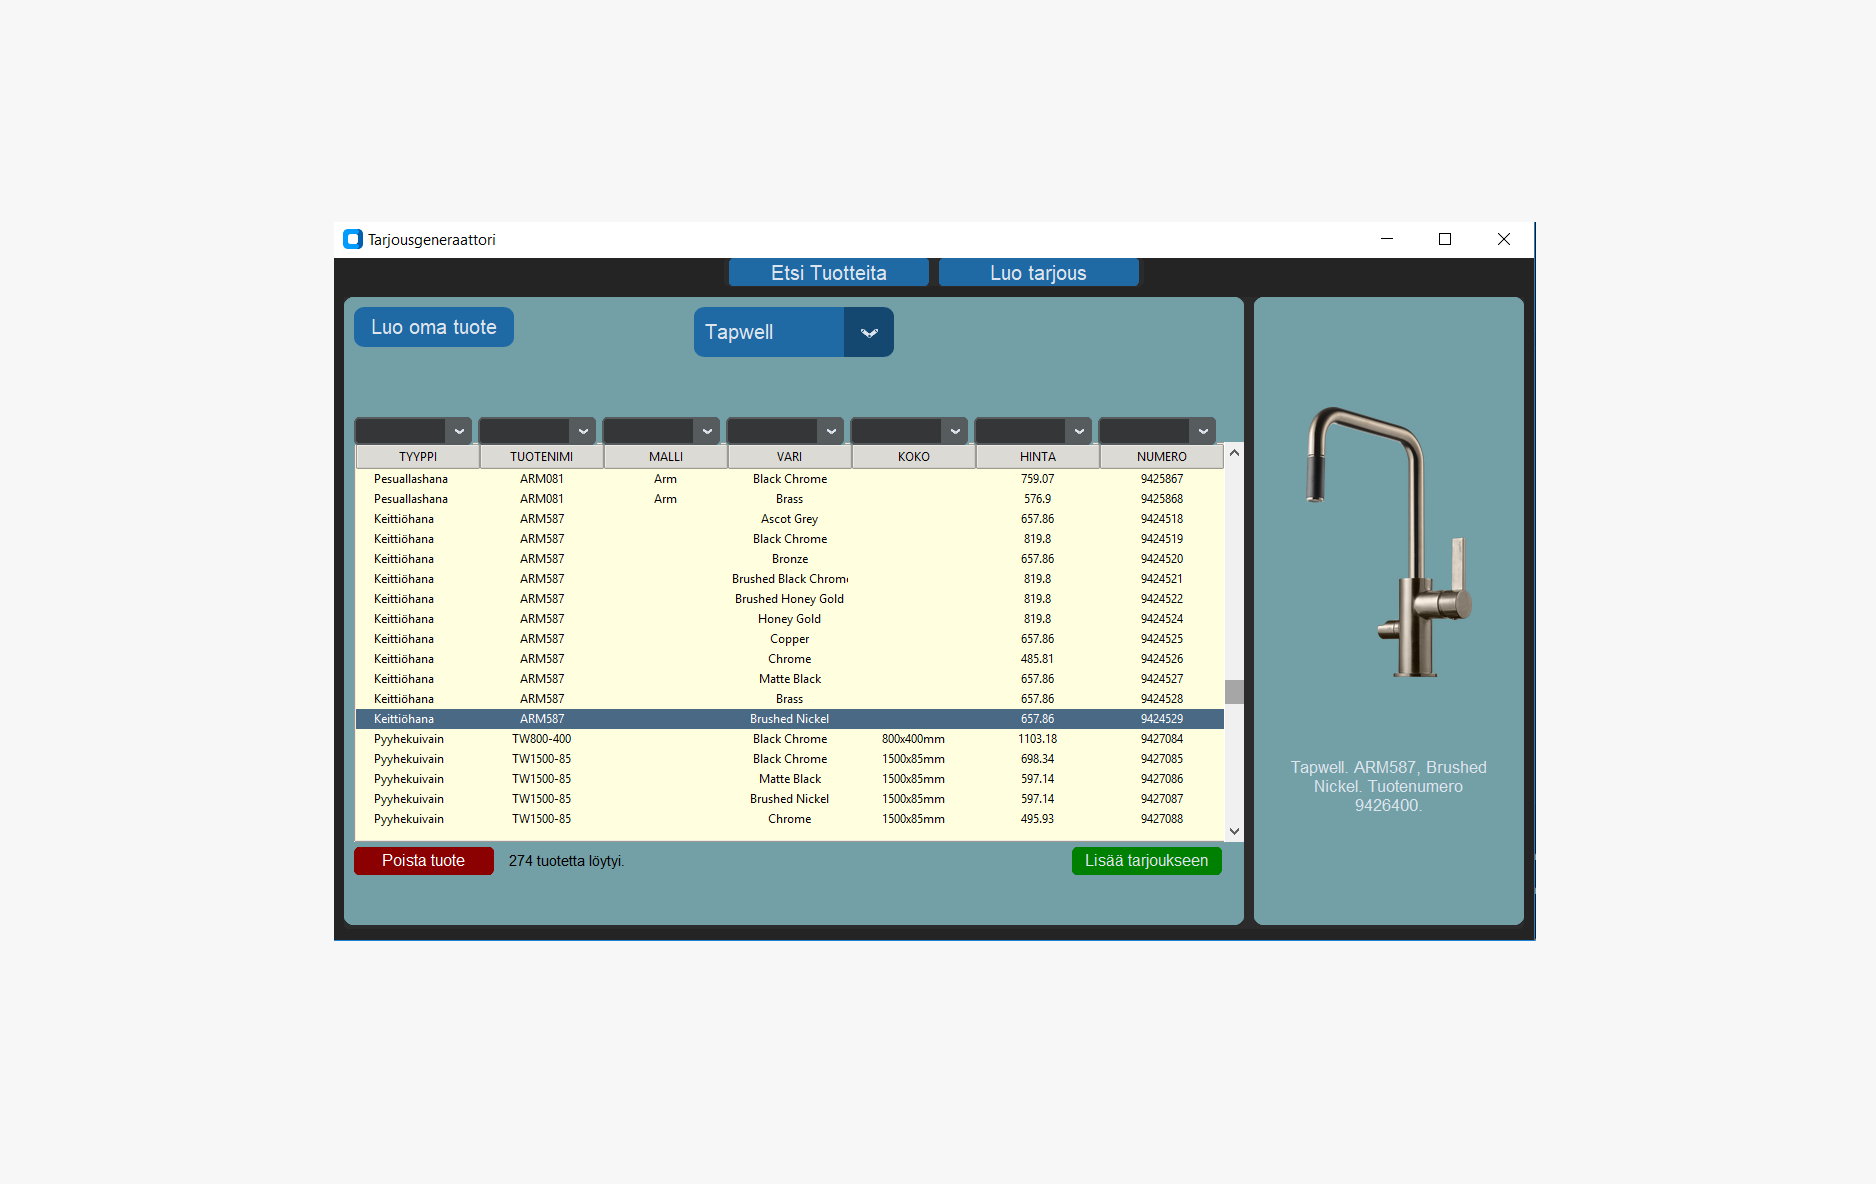 Tarjousgeneraattori
Etsi Tuotteita Luo tarjous
Luo oma tuote Tapwell
TYYPPI TUOTENIMI MALLI VARI KOKO HINTA NUMERO
Pesuallashana ARM081 Arm Black Chrome 759.07 9425867
Pesuallashana ARM081 Arm Brass 576.9 9425868
Keittiöhana ARM587 Ascot Grey 657.86 9424518
Keittiöhana ARM587 Black Chrome 819.8 9424519
Keittiöhana ARM587 Bronze 657.86 9424520
Keittiöhana ARM587 Brushed Black Chrom 819.8 9424521
Keittiöhana ARM587 Brushed Honey Gold 819.8 9424522
Keittiöhana ARM587 Honey Gold 819.8 9424524
Keittiöhana ARM587 Copper 657.86 9424525
Keittiöhana ARM587 Chrome 485.81 9424526
Keittiöhana ARM587 Matte Black 657.86 9424527
Keittiöhana ARM587 Brass 657.86 9424528
Keittiöhana ARM587 Brushed Nickel 657.86 9424529
Pyyhekuivain TW800-400 Black Chrome 800x400mm 1103.18 9427084
Pyyhekuivain TW1500-85 Black Chrome 1500x85mm 698.34 9427085
Pyyhekuivain TW1500-85 Matte Black 1500x85mm 597.14 9427086
Pyyhekuivain TW1500-85 Brushed Nickel 1500x85mm 597.14 9427087
Pyyhekuivain TW1500-85 Chrome 1500x85mm 495.93 9427088
Poista tuote 274 tuotetta löytyi. Lisää tarjoukseen
Tapwell. ARM587, Brushed
Nickel. Tuotenumero
9426400.